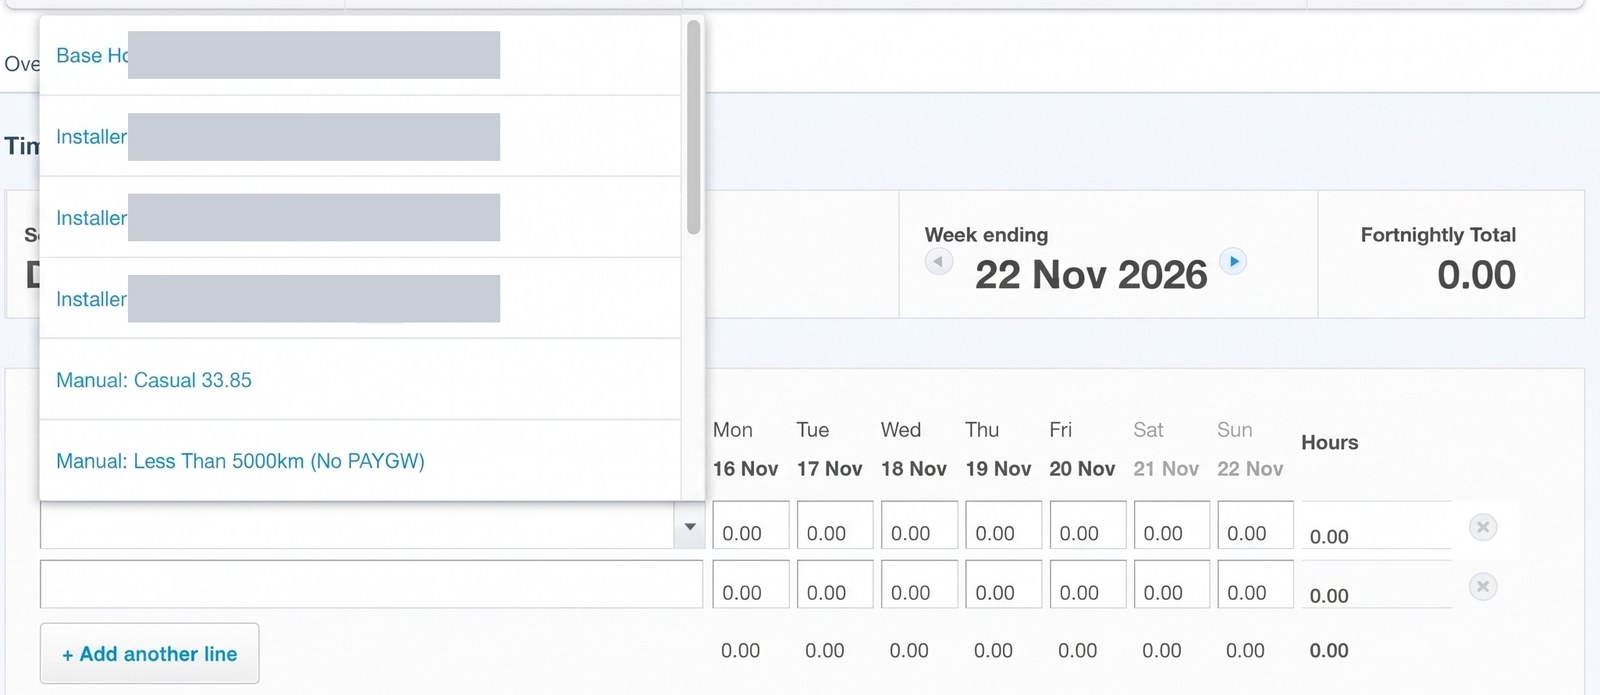 Base
Installer
Installer
Installer
Manual: Casual 33.85
Manual: Less Than 5000km (No PAYGW)
Week ending
22 Nov 2026
Fortnightly Total
0.00
Mon Tue Wed Thu Fri Sat Sun Hours
16 Nov 17 Nov 18 Nov 19 Nov 20 Nov 21 Nov 22 Nov
0.00 0.00 0.00 0.00 0.00 0.00 0.00 0.00
0.00 0.00 0.00 0.00 0.00 0.00 0.00 0.00
+ Add another line 0.00 0.00 0.00 0.00 0.00 0.00 0.00 0.00